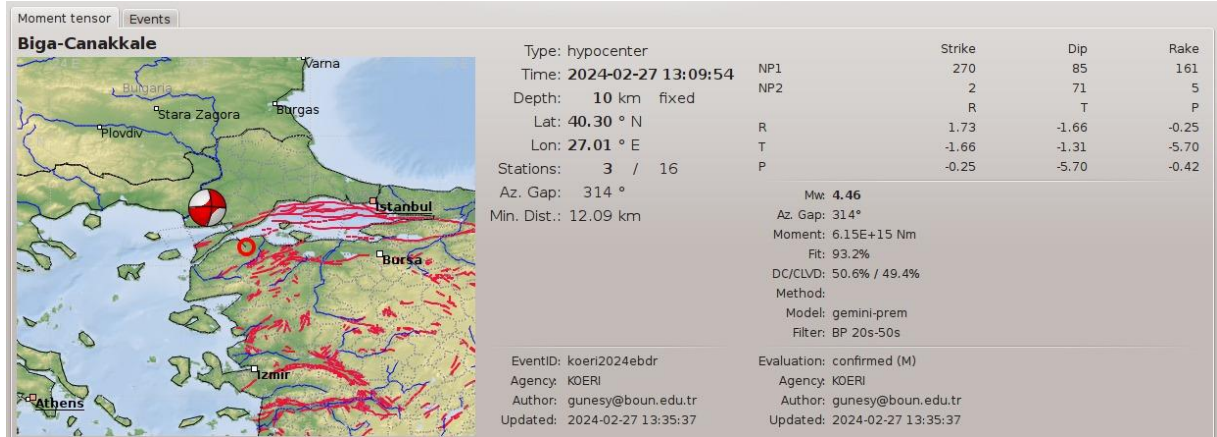 Moment tensor Events
Biga-Canakkale
Varna
Bulgaria
Stara Zagora
Burgas
Plovdiv
Istanbul
Bursa
Izmir
Athens
Type: hypocenter
Time: 2024-02-27 13:09:54
Depth: 10 km fixed
Lat: 40.30 ° N
Lon: 27.01 ° E
Stations: 3 / 16
Az. Gap: 314 °
Min. Dist.: 12.09 km
EventID: koeri2024ebdr
Agency: KOERI
Author: gunesy@boun.edu.tr
Updated: 2024-02-27 13:35:37
Strike Dip Rake
NP1 270 85 161
NP2 2 71 5
R T P
R 1.73 -1.66 -0.25
T -1.66 -1.31 -5.70
P -0.25 -5.70 -0.42
Mw: 4.46
Az. Gap: 314°
Moment: 6.15E+15 Nm
Fit: 93.2%
DC/CLVD: 50.6% / 49.4%
Method:
Model: gemini-prem
Filter: BP 20s-50s
Evaluation: confirmed (M)
Agency: KOERI
Author: gunesy@boun.edu.tr
Updated: 2024-02-27 13:35:37